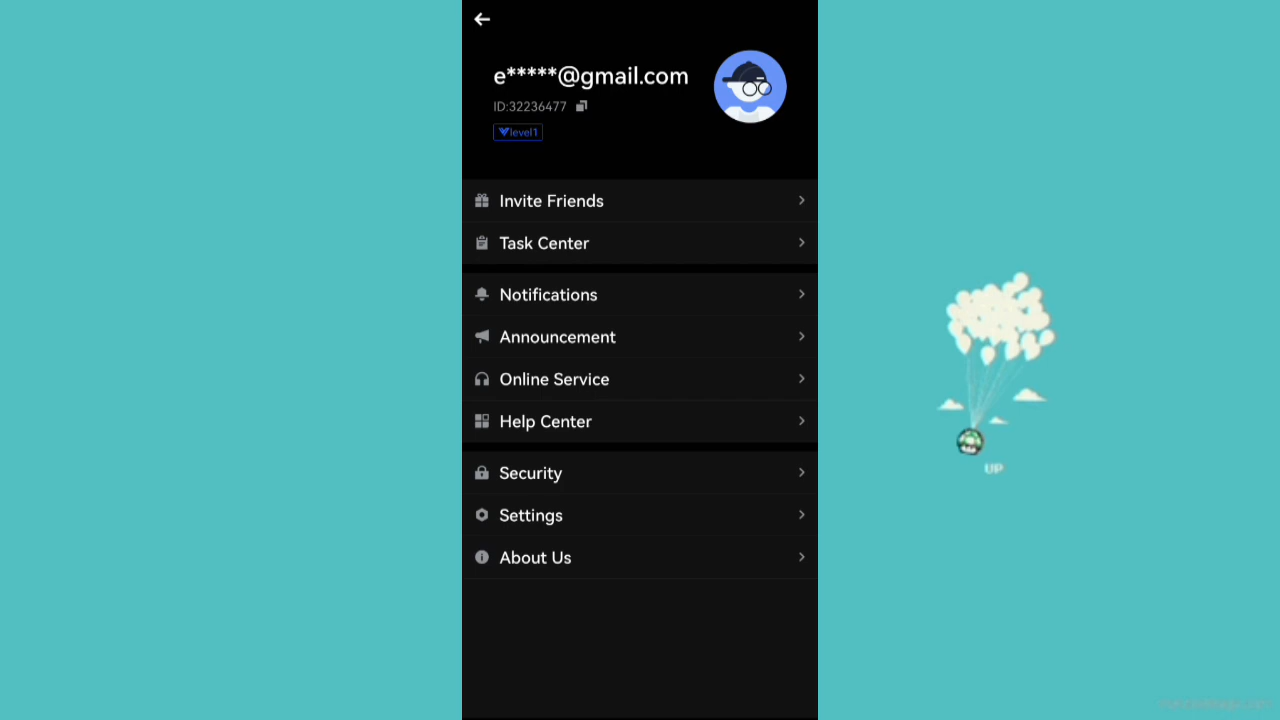 e*****@gmail.com
ID:32236477
level1
Invite Friends
Task Center
Notifications
Announcement
Online Service
Help Center
Security
Settings
About Us
UP